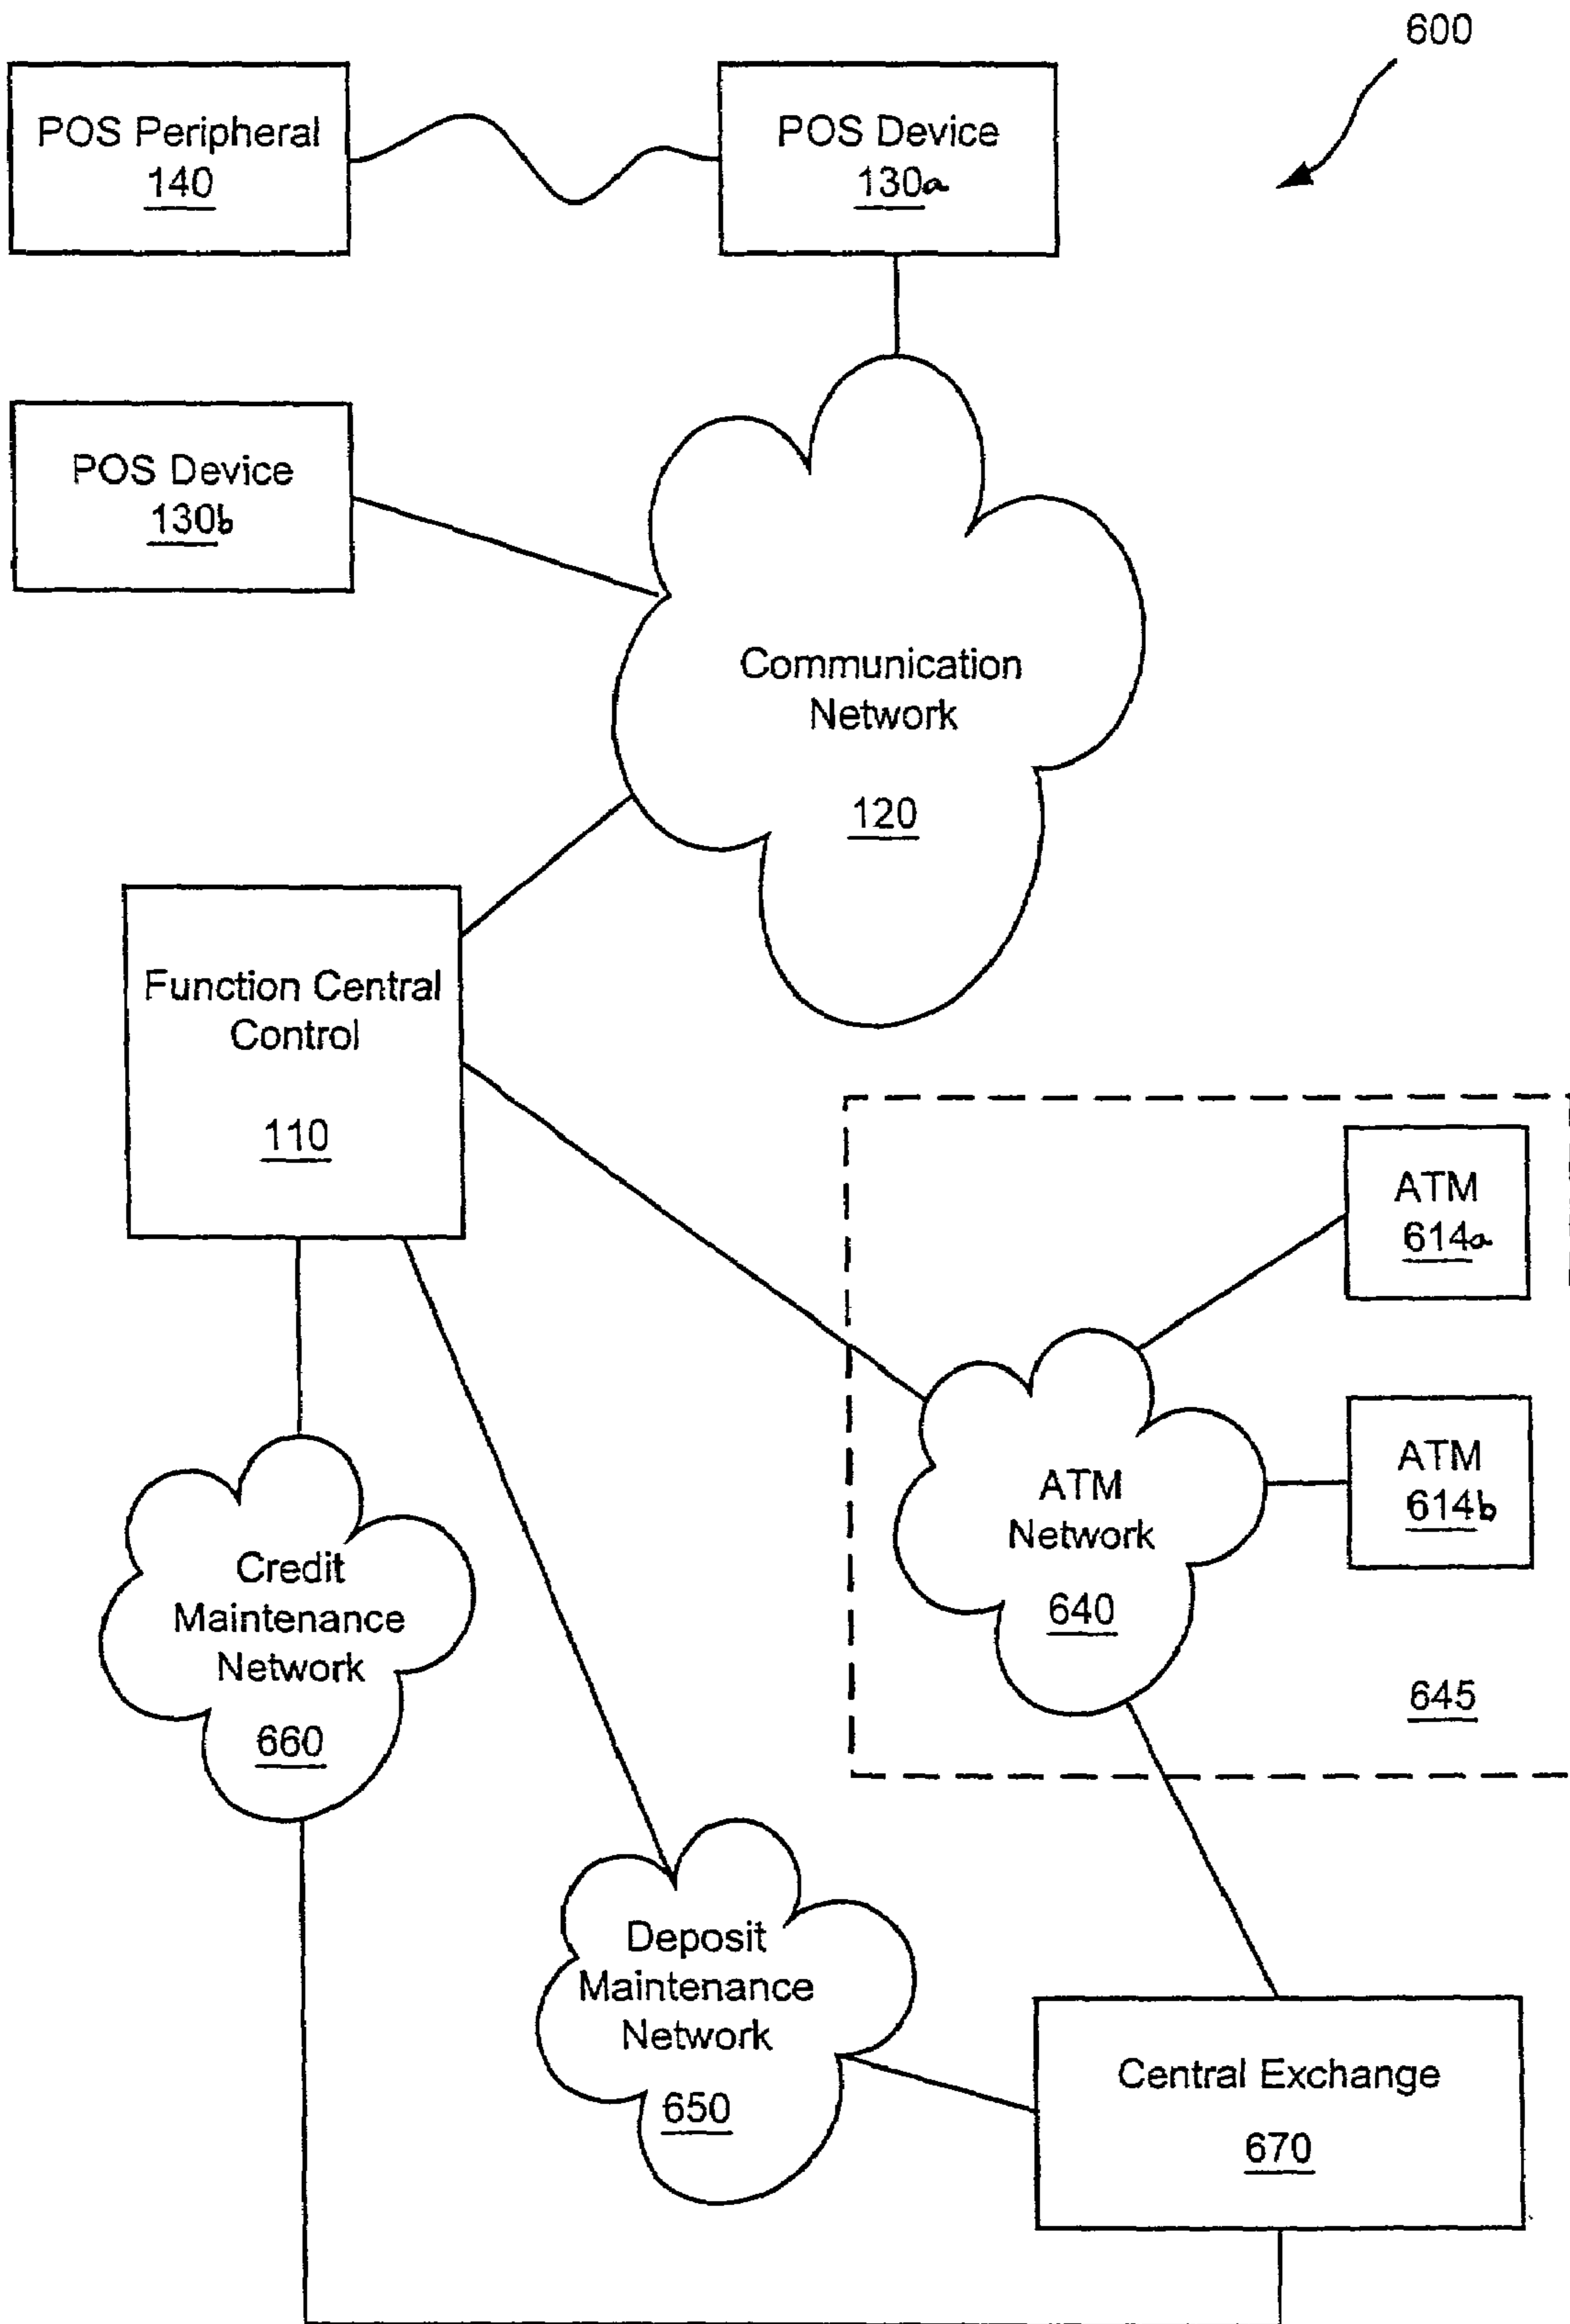 600
POS Peripheral
140
POS Device
130a
POS Device
130b
Communication
Network
120
Function Central
Control
110
ATM
614a
ATM
614b
ATM
Network
640
645
Credit
Maintenance
Network
660
Deposit
Maintenance
Network
650
Central Exchange
670